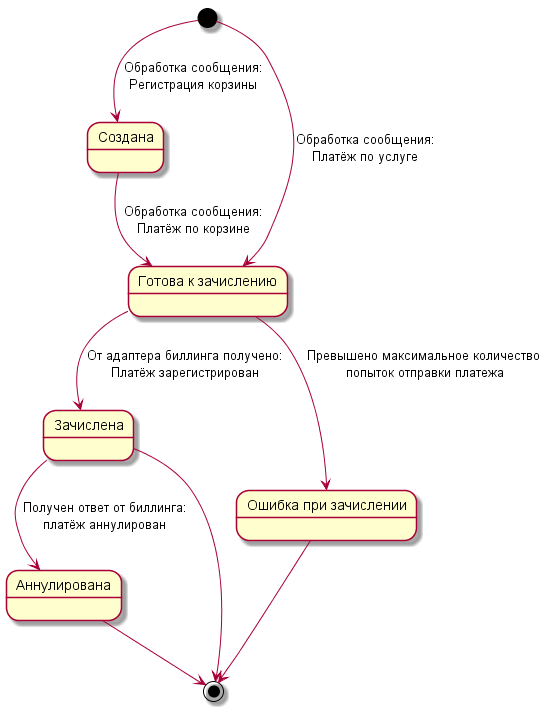 Обработка сообщения:
Регистрация корзины
Создана
Обработка сообщения:
Платёж по услуге
Обработка сообщения:
Платёж по корзине
Готова к зачислению
От адаптера биллинга получено:
Платёж зарегистрирован
Превышено максимальное количество
попыток отправки платежа
Зачислена
Получен ответ от биллинга:
платёж аннулирован
Ошибка при зачислении
Аннулирована